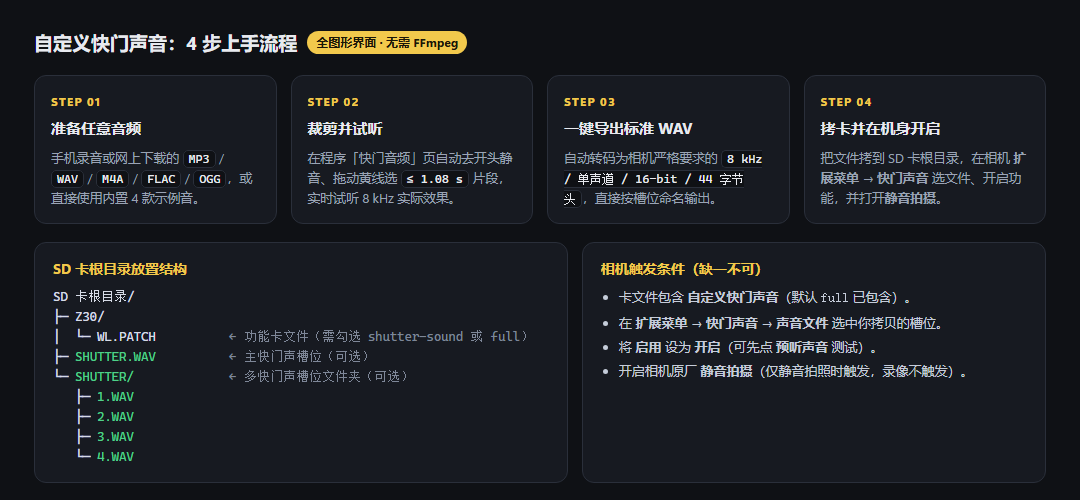 自定义快门声音：4 步上手流程 全图形界面 · 无需 FFmpeg
STEP 01
准备任意音频
手机录音或网上下载的 MP3 /
WAV / M4A / FLAC / OGG，或
直接使用内置 4 款示例音。
STEP 02
裁剪并试听
在程序「快门音频」页自动去开头静
音、拖动黄线选 ≤ 1.08 s 片段，
实时试听 8 kHz 实际效果。
STEP 03
一键导出标准 WAV
自动转码为相机严格要求的 8 kHz
/ 单声道 / 16-bit / 44 字节
头，直接按槽位命名输出。
STEP 04
拷卡并在机身开启
把文件拷到 SD 卡根目录，在相机 扩
展菜单 → 快门声音 选文件、开启功
能，并打开静音拍摄。
SD 卡根目录放置结构
SD 卡根目录/
├─ Z30/
│ └─ WL.PATCH ← 功能卡文件（需勾选 shutter-sound 或 full）
├─ SHUTTER.WAV ← 主快门声槽位（可选）
└─ SHUTTER/ ← 多快门声槽位文件夹（可选）
├─ 1.WAV
├─ 2.WAV
├─ 3.WAV
└─ 4.WAV
相机触发条件（缺一不可）
• 卡文件包含 自定义快门声音（默认 full 已包含）。
• 在 扩展菜单 → 快门声音 → 声音文件 选中你拷贝的槽位。
• 将 启用 设为 开启（可先点 预听声音 测试）。
• 开启相机原厂 静音拍摄（仅静音拍照时触发，录像不触发）。